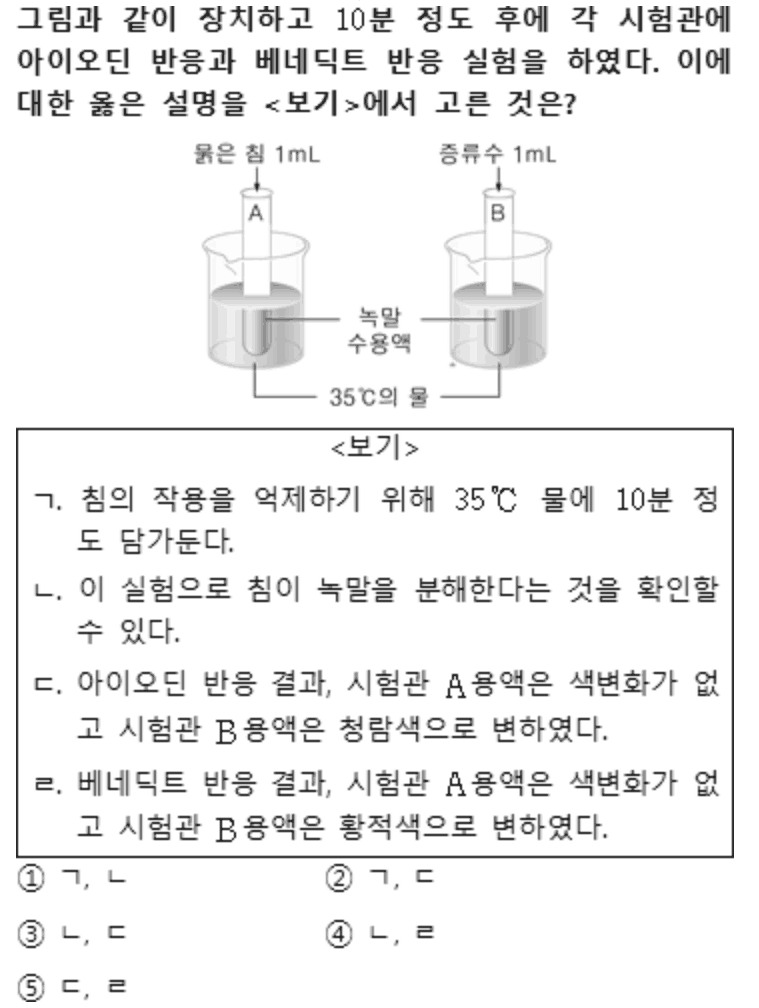 그림과 같이 장치하고 10분 정도 후에 각 시험관에
아이오딘 반응과 베네딕트 반응 실험을 하였다. 이에
대한 옳은 설명을 <보기>에서 고른 것은?
묽은 침 1mL
증류수 1mL
A
B
녹말
수용액
35℃의 물
<보기>
ㄱ. 침의 작용을 억제하기 위해 35℃ 물에 10분 정
도 담가둔다.
ㄴ. 이 실험으로 침이 녹말을 분해한다는 것을 확인할
수 있다.
ㄷ. 아이오딘 반응 결과, 시험관 A용액은 색변화가 없
고 시험관 B용액은 청람색으로 변하였다.
ㄹ. 베네딕트 반응 결과, 시험관 A용액은 색변화가 없
고 시험관 B용액은 황적색으로 변하였다.
① ㄱ, ㄴ
② ㄱ, ㄷ
③ ㄴ, ㄷ
④ ㄴ, ㄹ
⑤ ㄷ, ㄹ